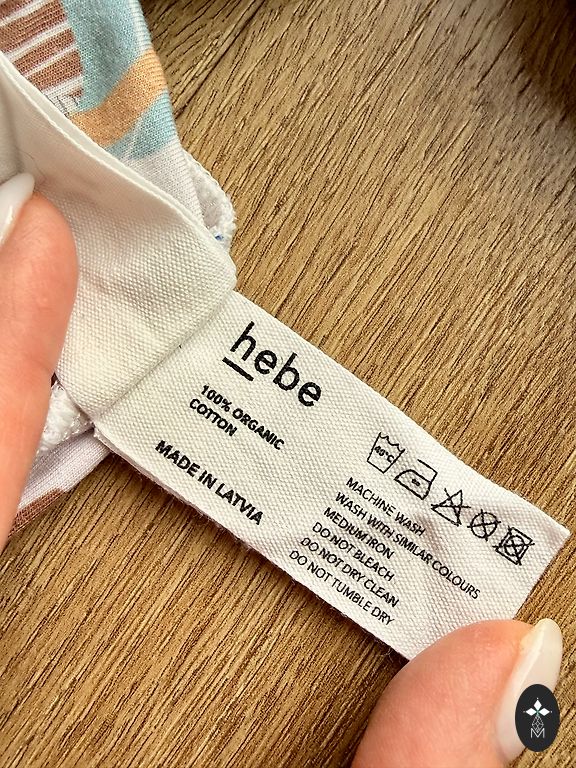 hebe
100% ORGANIC
COTTON
MADE IN LATVIA
40°C
MACHINE WASH
WASH WITH SIMILAR COLOURS
MEDIUM IRON
DO NOT BLEACH
DO NOT DRY CLEAN
DO NOT TUMBLE DRY
M